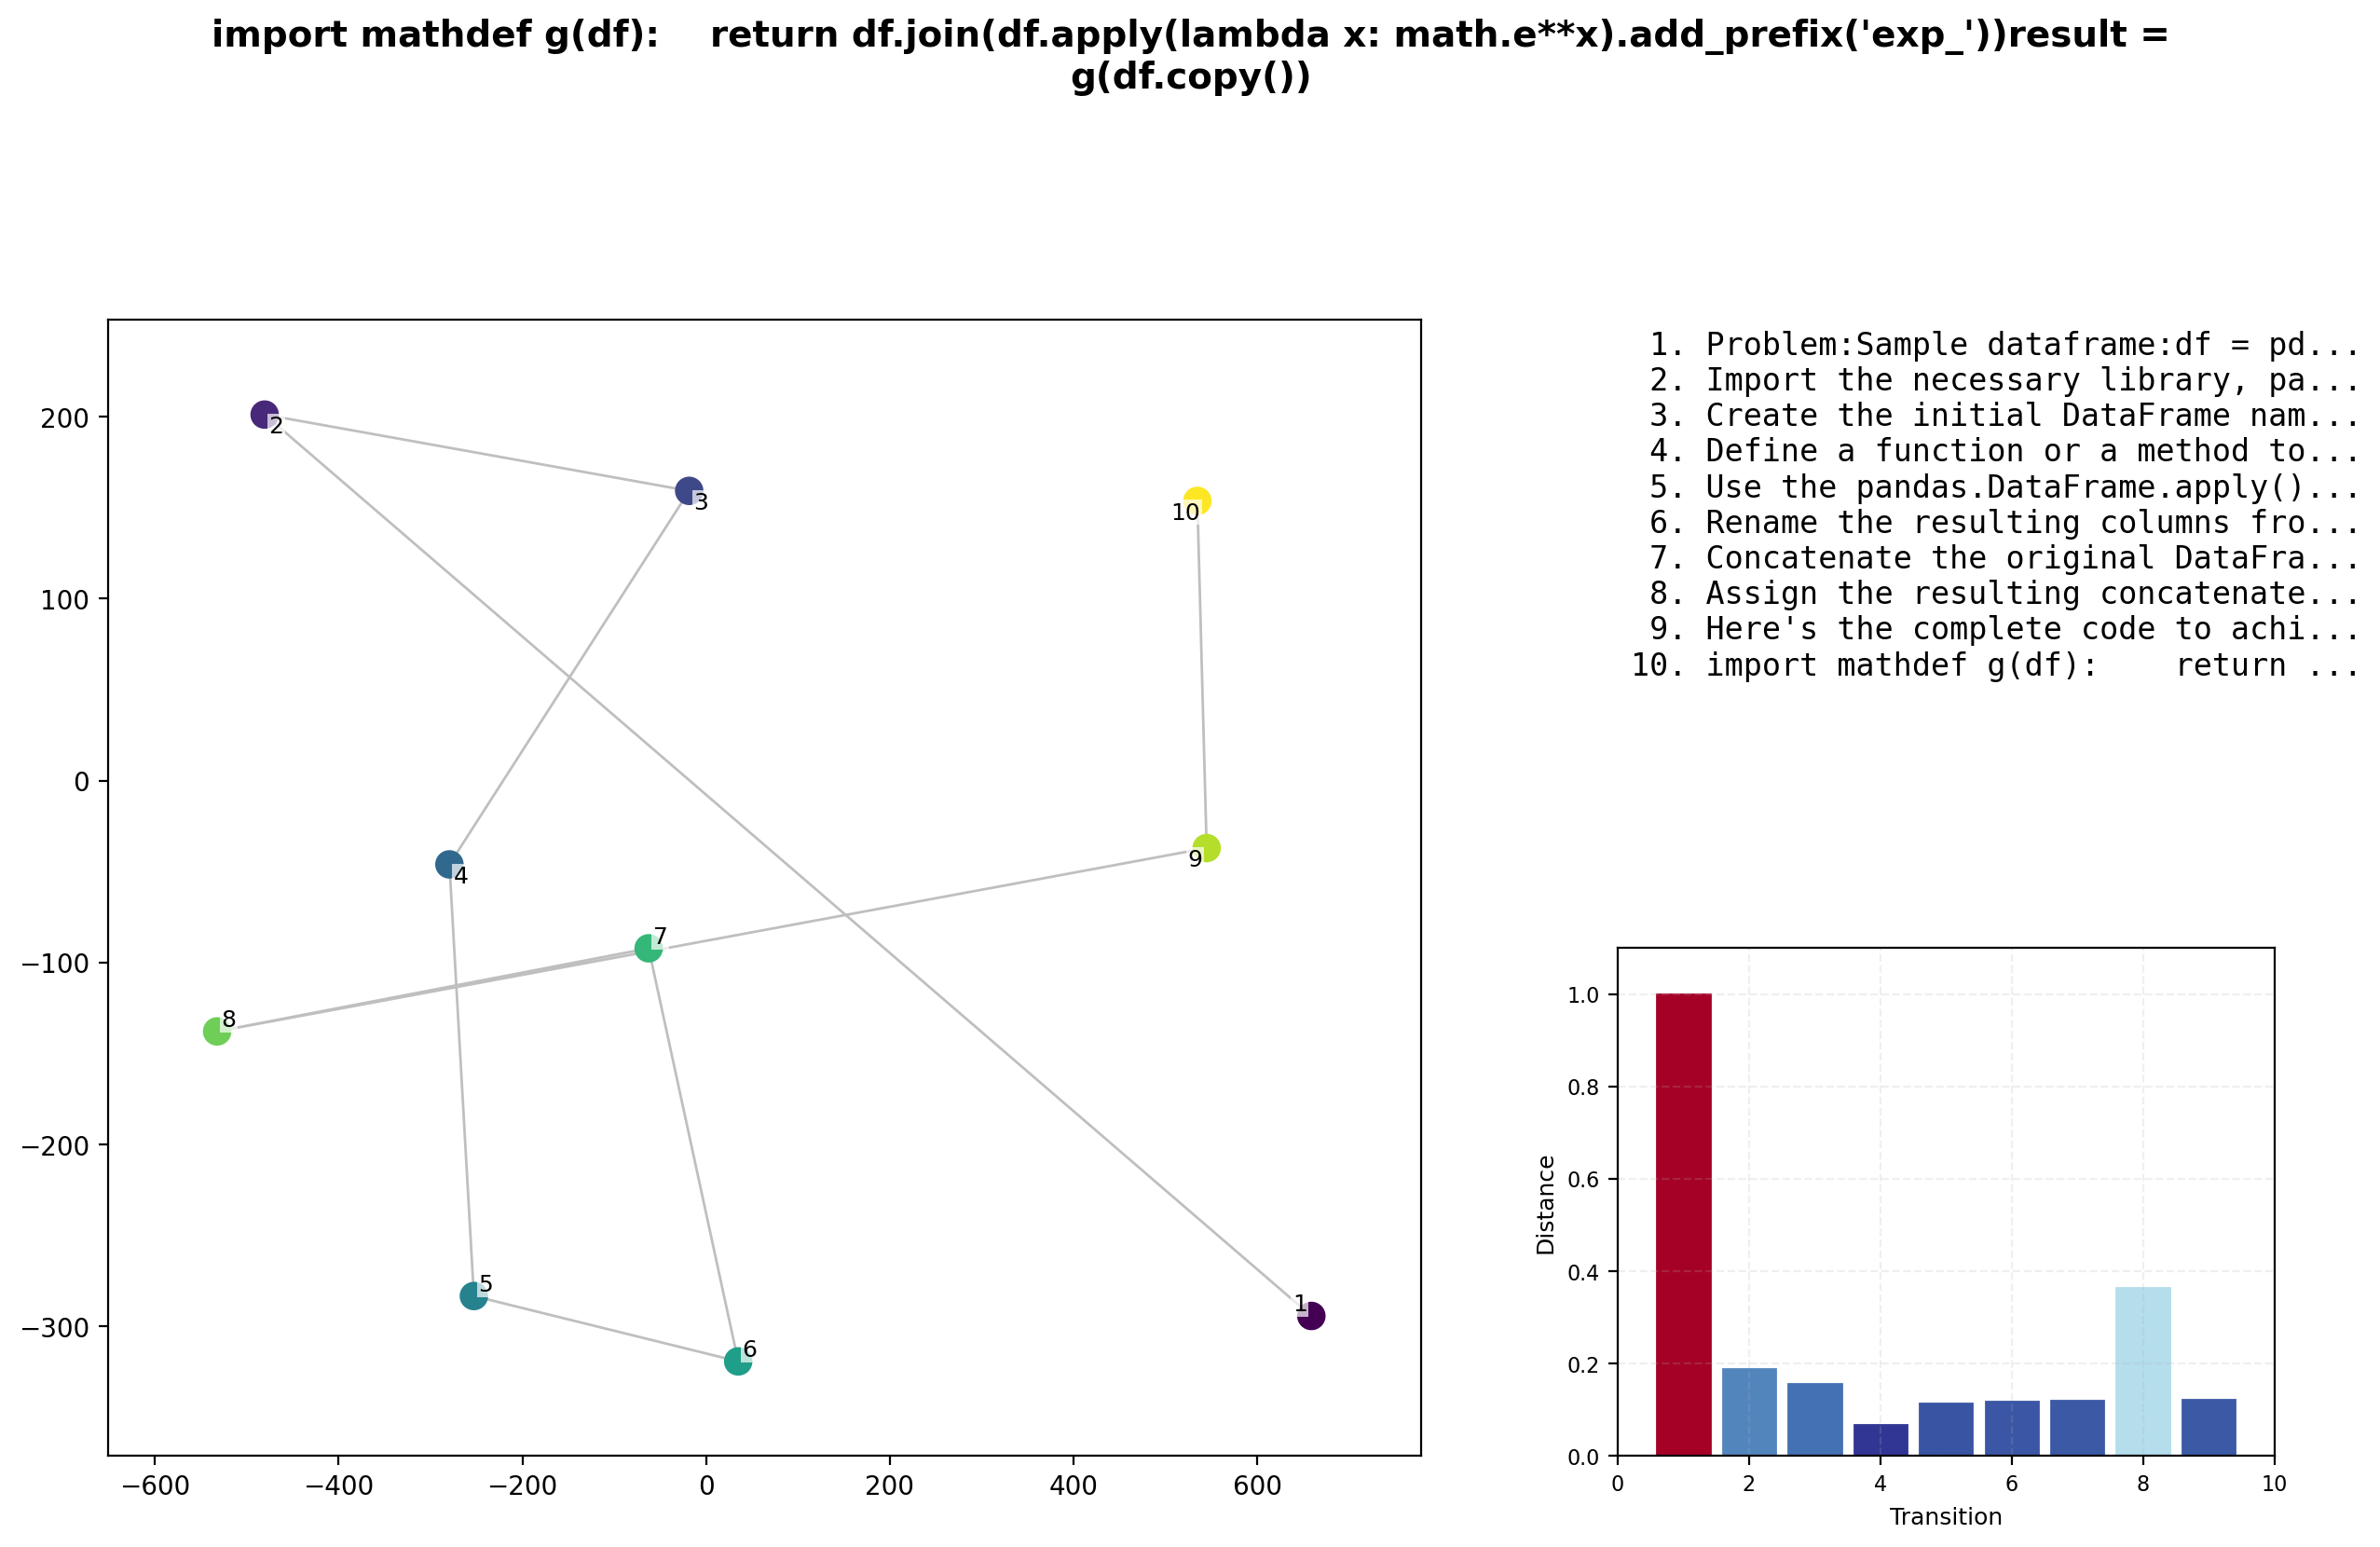 import mathdef g(df):    return df.join(df.apply(lambda x: math.e**x).add_prefix('exp_'))result =
g(df.copy())
200
100
0
−100
−200
−300
−600
−400
−200
0
200
400
600
1
2
3
4
5
6
7
8
9
10
1. Problem:Sample dataframe:df = pd...
2. Import the necessary library, pa...
3. Create the initial DataFrame nam...
4. Define a function or a method to...
5. Use the pandas.DataFrame.apply()...
6. Rename the resulting columns fro...
7. Concatenate the original DataFra...
8. Assign the resulting concatenate...
9. Here's the complete code to achi...
10. import mathdef g(df):    return ...
Distance
1.0
0.8
0.6
0.4
0.2
0.0
0
2
4
6
8
10
Transition